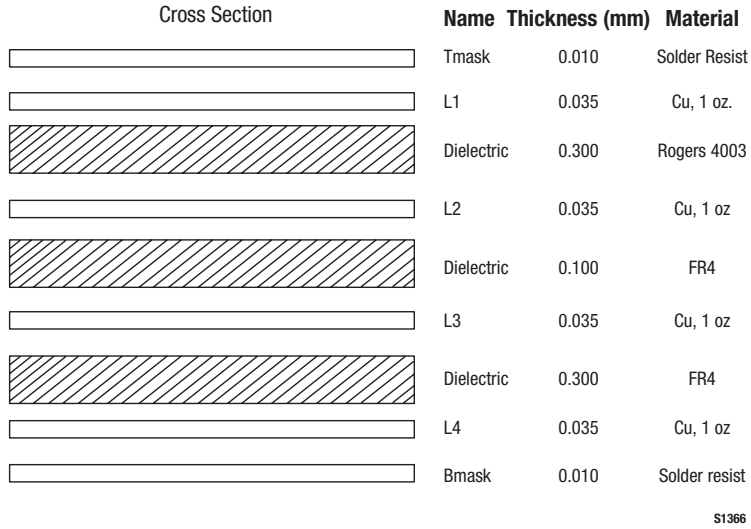 Cross Section Name Thickness (mm) Material
Tmask 0.010 Solder Resist
L1 0.035 Cu, 1 oz.
Dielectric 0.300 Rogers 4003
L2 0.035 Cu, 1 oz
Dielectric 0.100 FR4
L3 0.035 Cu, 1 oz
Dielectric 0.300 FR4
L4 0.035 Cu, 1 oz
Bmask 0.010 Solder resist
S1366